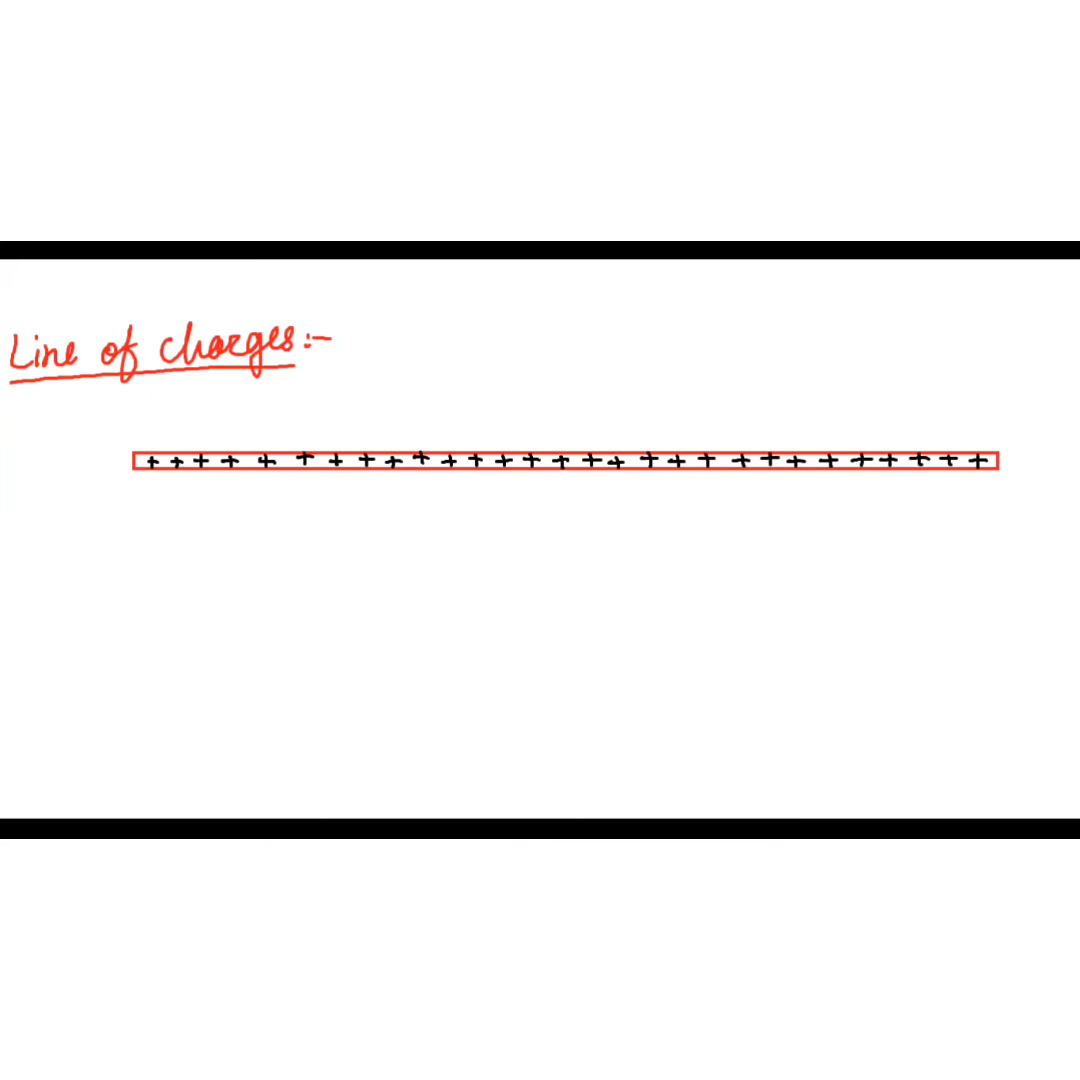 Line of charges:-
+ + + + + + + + + + + + + + + + + + + + + + + + + + + + + +